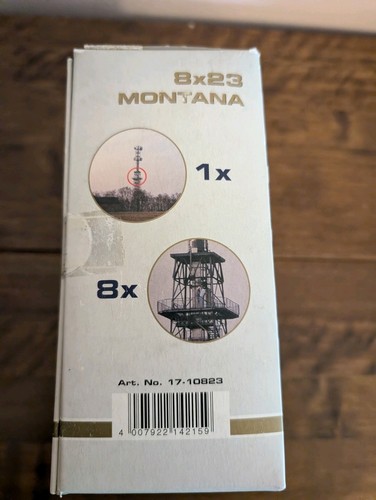 8x23
MONTANA
1x
8x
Art. No. 17-10823
4 007922 142159